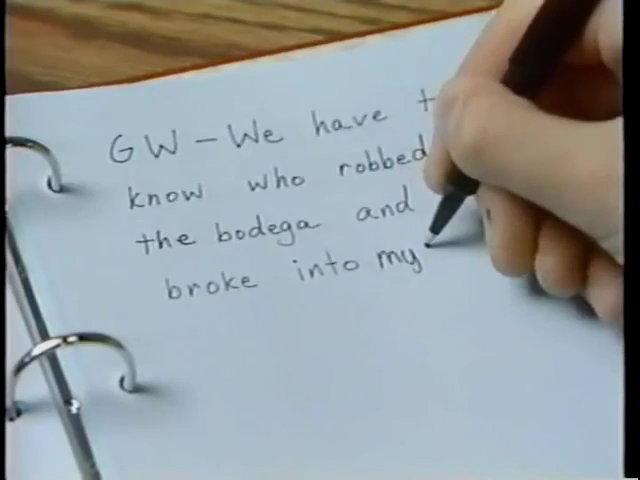 GW - We have t
know who robbed
the bodega and
broke into my